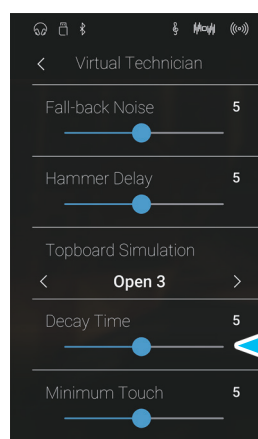 Virtual Technician
Fall-back Noise 5
Hammer Delay 5
Topboard Simulation
Open 3
Decay Time 5
Minimum Touch 5